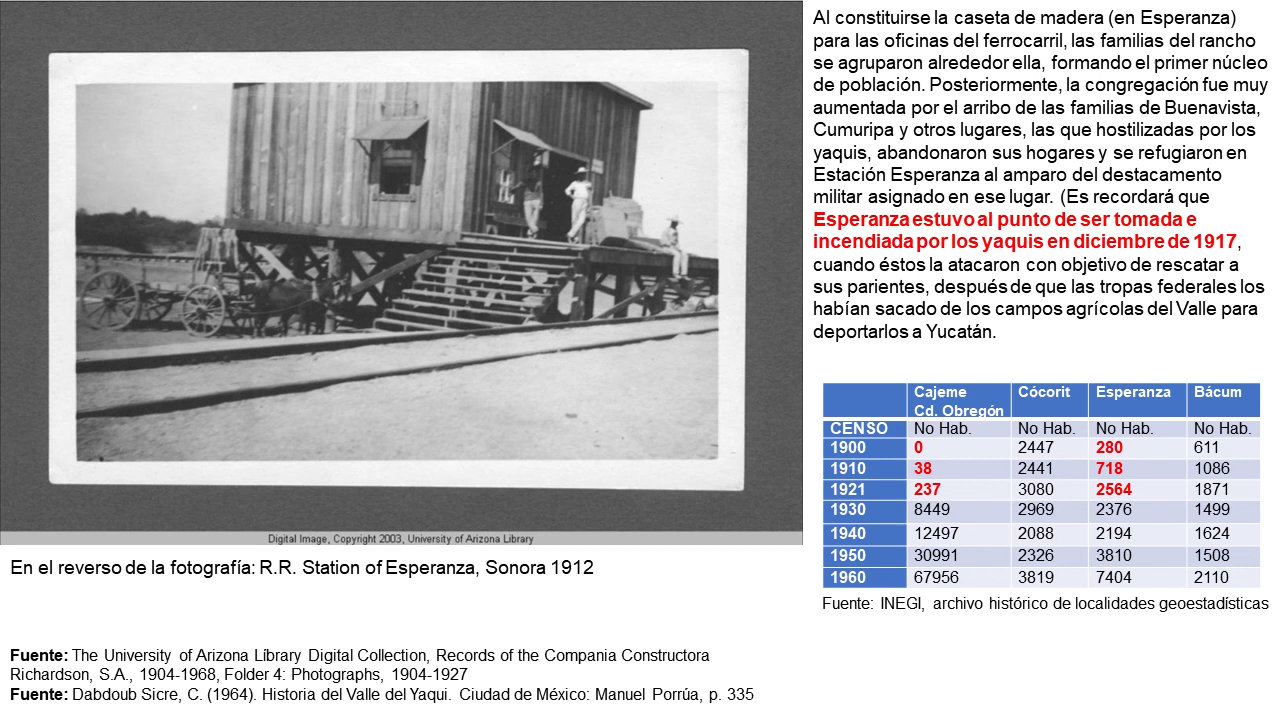 Al constituirse la caseta de madera (en Esperanza)
para las oficinas del ferrocarril, las familias del rancho
se agruparon alrededor ella, formando el primer núcleo
de población. Posteriormente, la congregación fue muy
aumentada por el arribo de las familias de Buenavista,
Cumuripa y otros lugares, las que hostilizadas por los
yaquis, abandonaron sus hogares y se refugiaron en
Estación Esperanza al amparo del destacamento
militar asignado en ese lugar. (Es recordará que
Esperanza estuvo al punto de ser tomada e
incendiada por los yaquis en diciembre de 1917,
cuando éstos la atacaron con objetivo de rescatar a
sus parientes, después de que las tropas federales los
habían sacado de los campos agrícolas del Valle para
deportarlos a Yucatán.
Cajeme Cd. Obregón Cócorit Esperanza Bácum
CENSO No Hab. No Hab. No Hab. No Hab.
1900 0 2447 280 611
1910 38 2441 718 1086
1921 237 3080 2564 1871
1930 8449 2969 2376 1499
1940 12497 2088 2194 1624
1950 30991 2326 3810 1508
1960 67956 3819 7404 2110
Fuente: INEGI, archivo histórico de localidades geoestadísticas
Digital Image, Copyright 2003, University of Arizona Library
En el reverso de la fotografía: R.R. Station of Esperanza, Sonora 1912
Fuente: The University of Arizona Líbrary Digital Collection, Records of the Compania Constructora
Richardson, S.A., 1904-1968, Folder 4: Photographs, 1904-1927
Fuente: Dabdoub Sicre, C. (1964). Historia del Valle del Yaqui. Ciudad de México: Manuel Porrúa, p. 335